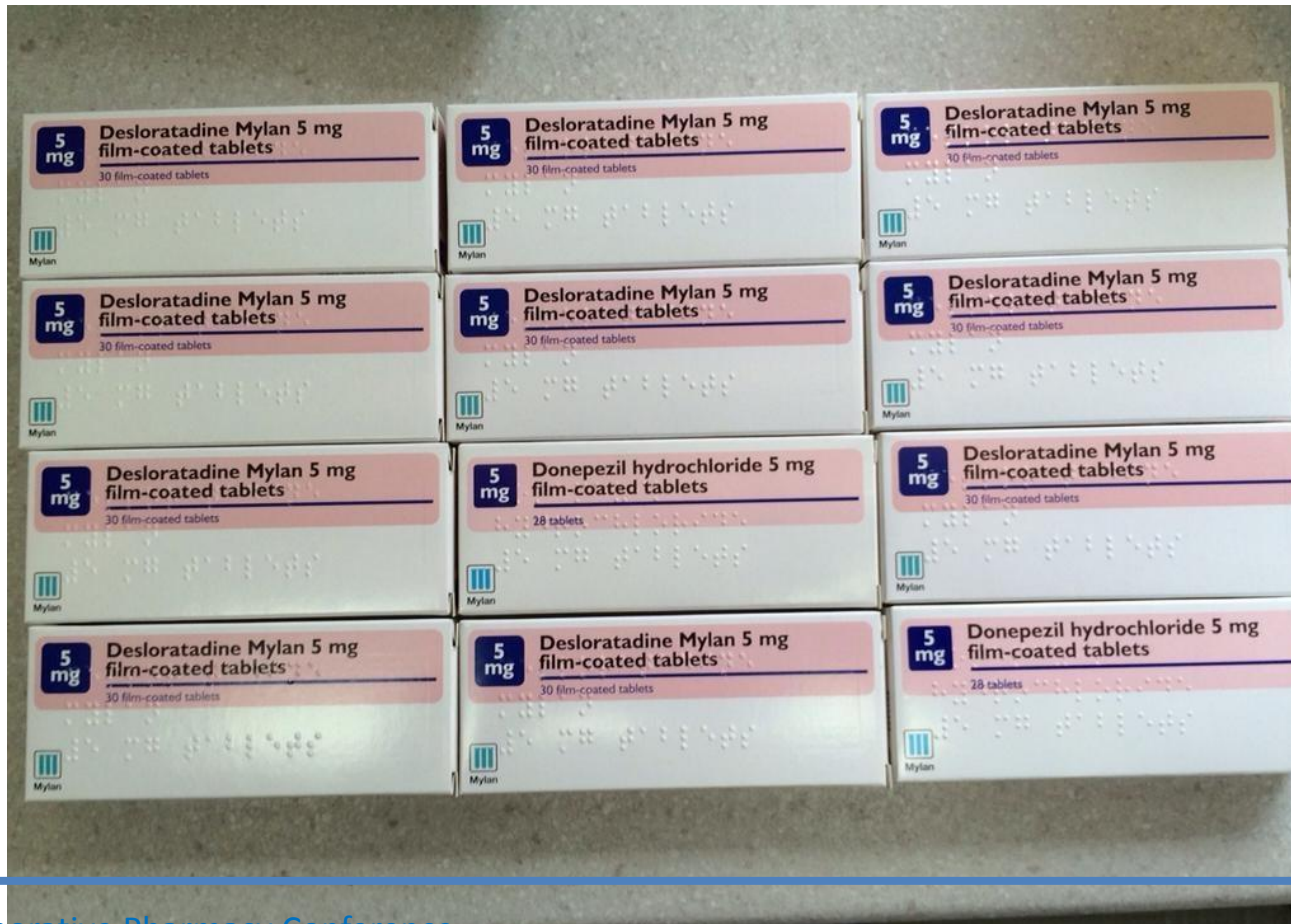 5 mg
Desloratadine Mylan 5 mg
film-coated tablets
30 film-coated tablets
Mylan
5 mg
Desloratadine Mylan 5 mg
film-coated tablets
30 film-coated tablets
Mylan
5 mg
Desloratadine Mylan 5 mg
film-coated tablets
30 film-coated tablets
Mylan
5 mg
Desloratadine Mylan 5 mg
film-coated tablets
30 film-coated tablets
Mylan
5 mg
Desloratadine Mylan 5 mg
film-coated tablets
30 film-coated tablets
Mylan
5 mg
Desloratadine Mylan 5 mg
film-coated tablets
30 film-coated tablets
Mylan
5 mg
Desloratadine Mylan 5 mg
film-coated tablets
30 film-coated tablets
Mylan
5 mg
Donepezil hydrochloride 5 mg
film-coated tablets
28 tablets
Mylan
5 mg
Desloratadine Mylan 5 mg
film-coated tablets
30 film-coated tablets
Mylan
5 mg
Desloratadine Mylan 5 mg
film-coated tablets
30 film-coated tablets
Mylan
5 mg
Desloratadine Mylan 5 mg
film-coated tablets
30 film-coated tablets
Mylan
5 mg
Donepezil hydrochloride 5 mg
film-coated tablets
28 tablets
Mylan
Pharmacy Conference